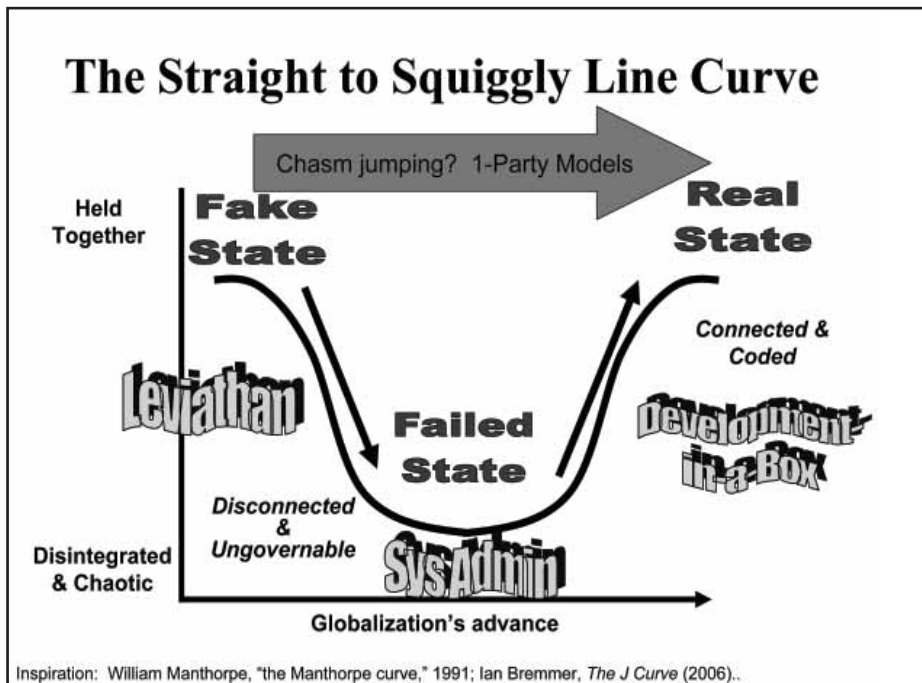 The Straight to Squiggly Line Curve
Chasm jumping? 1-Party Models
Held
Together
Fake
State
Real
State
Connected &
Coded
Leviathan
Development-
in-a-Box
Failed
State
Disconnected
&
Ungovernable
Disintegrated
& Chaotic
Sys Admin
Globalization's advance
Inspiration: William Manthorpe, "the Manthorpe curve," 1991; Ian Bremmer, The J Curve (2006)..